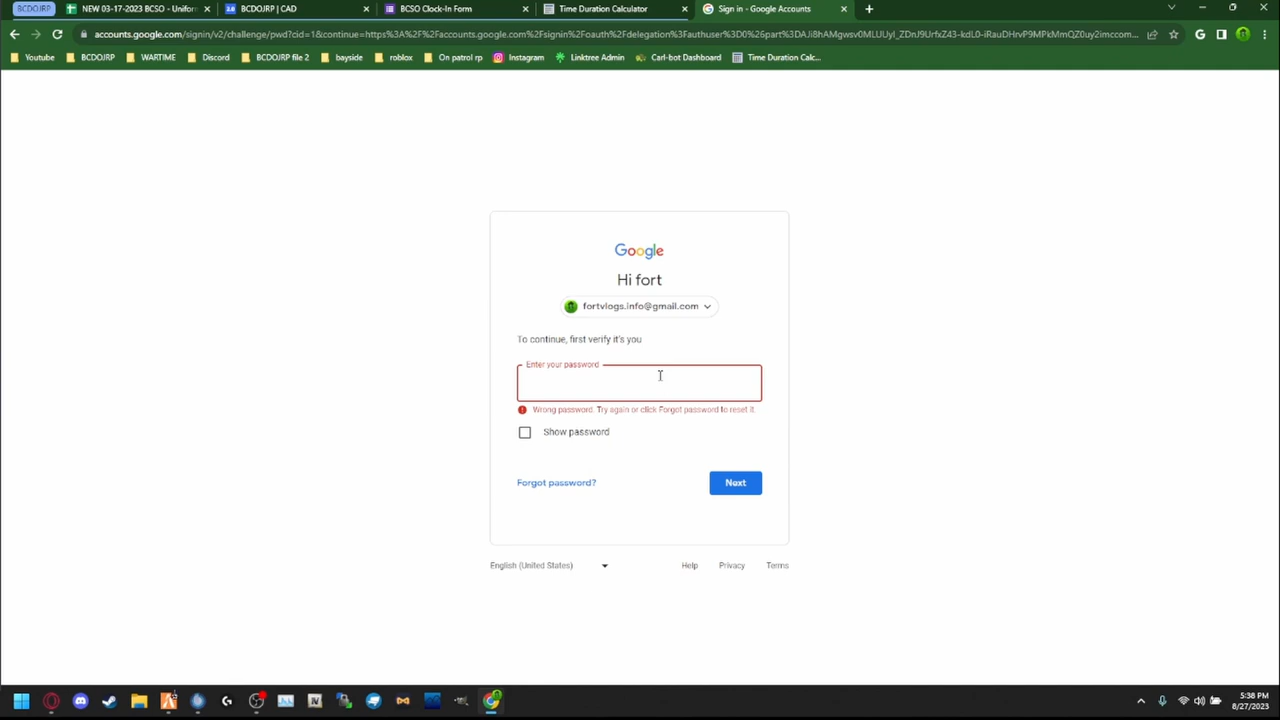 BCDOJRP
NEW 03-17-2023 BCSO - Uniform
BCDOJRP | CAD
BCSO Clock-In Form
Time Duration Calculator
Sign in - Google Accounts
Youtube
BCDOJRP
WARTIME
Discord
BCDOJRP file 2
bayside
roblox
On patrol rp
Instagram
Linktree Admin
Carl-bot Dashboard
Time Duration Calc...
Google
Hi fort
fortvlogs.info@gmail.com
To continue, first verify it's you
Enter your password
Wrong password. Try again or click Forgot password to reset it.
Show password
Forgot password?
Next
English (United States)
Help
Privacy
Terms
5:38 PM
8/27/2023